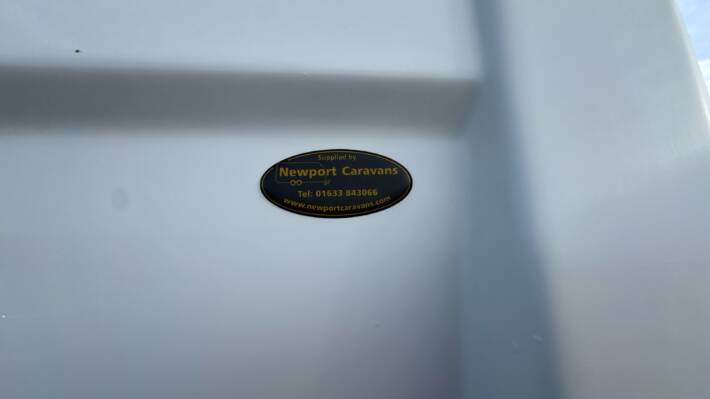 Supplied by
Newport Caravans
Tel: 01633 843066
www.newportcaravans.com